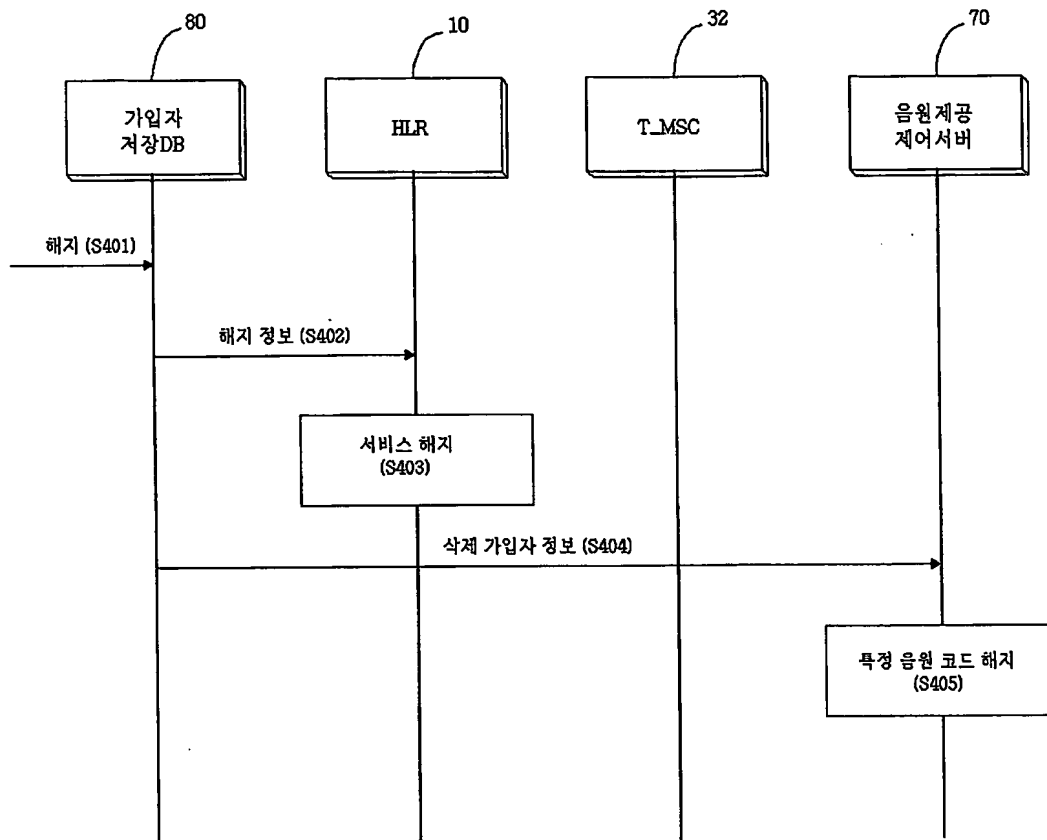 80
10
32
70
가입자
저장DB
HLR
T_MSC
음원제공
제어서버
해지 (S401)
해지 정보 (S402)
서비스 해지
(S403)
삭제 가입자 정보 (S404)
특정 음원 코드 해지
(S405)